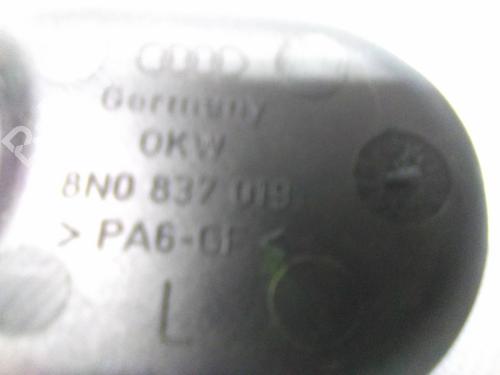 Germany
OKW
8N0 837 019
> PA6-GF <
L